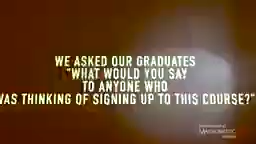 WE ASKED OUR GRADUATES
"WHAT WOULD YOU SAY
TO ANYONE WHO
WAS THINKING OF SIGNING UP TO THIS COURSE?"